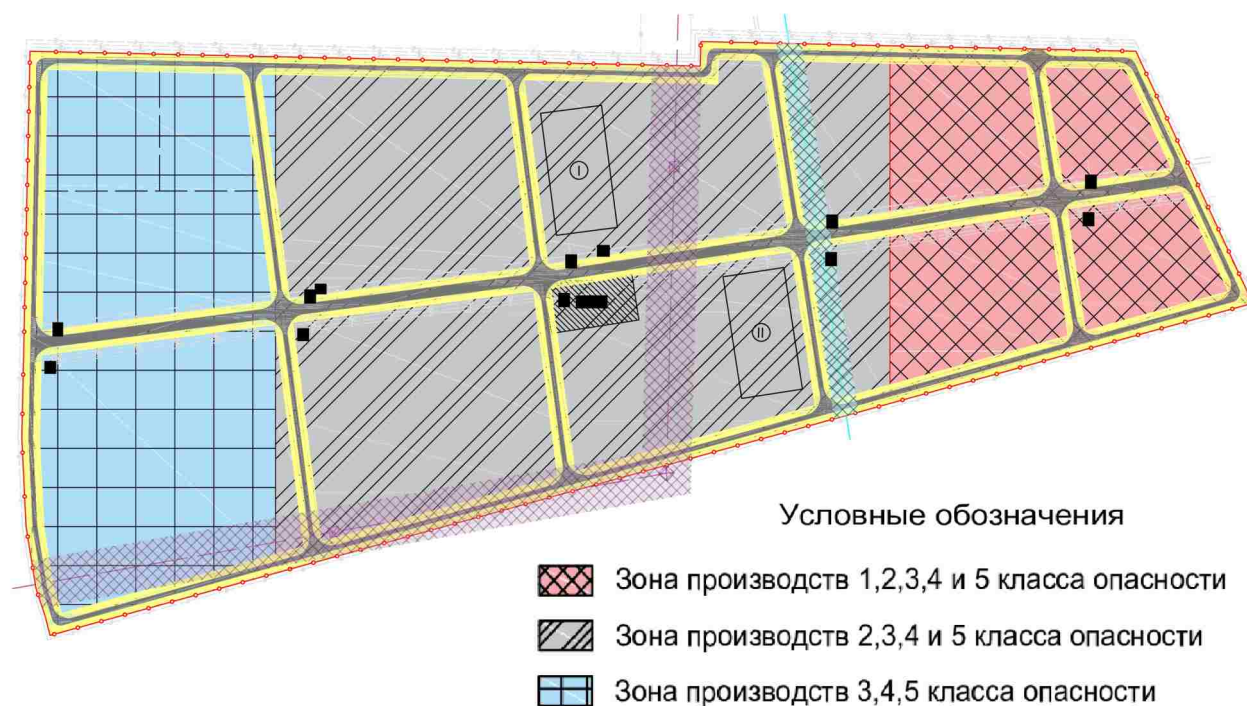 I
II
Условные обозначения
Зона производств 1,2,3,4 и 5 класса опасности
Зона производств 2,3,4 и 5 класса опасности
Зона производств 3,4,5 класса опасности